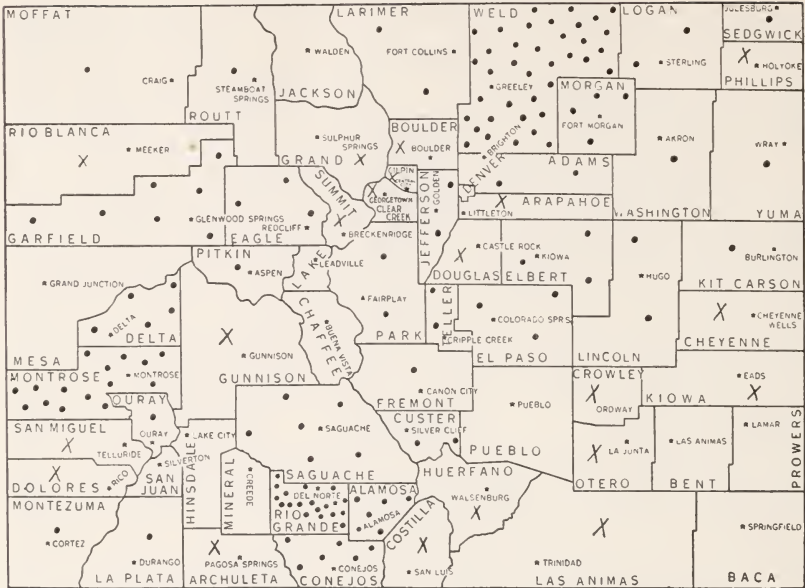 MOFFAT
LARIMER
WELD
LOGAN
JULESBURG
SEDGWICK
WALDEN
FORT COLLINS
STERLING
HOLYOKE
PHILLIPS
CRAIG
STEAMBOAT
SPRINGS
JACKSON
GREELEY
MORGAN
ROUTT
FORT MORGAN
RIO BLANCA
MEEKER
SULPHUR
SPRINGS
BOULDER
BOULDER
AKRON
WRAY
GRAND
BRIGHTON
ADAMS
GILPIN
DENVER
SUMMIT
GEORGETOWN
CLEAR
CREEK
JEFFERSON
GOLDEN
ARAPAHOE
LITTLETON
WASHINGTON
YUMA
GLENWOOD SPRINGS
REDCLIFF
GARFIELD
EAGLE
BRECKENRIDGE
PITKIN
ASPEN
LAKE
LEADVILLE
CASTLE ROCK
KIOWA
DOUGLAS
ELBERT
HUGO
BURLINGTON
KIT CARSON
GRAND JUNCTION
FAIRPLAY
TELLER
COLORADO SPRS.
CHEYENNE
WELLS
DELTA
DELTA
CHAFFEE
BUENA VISTA
PARK
CRIPPLE CREEK
EL PASO
LINCOLN
CHEYENNE
MESA
GUNNISON
GUNNISON
MONTROSE
MONTROSE
CAÑON CITY
CROWLEY
EADS
OURAY
FREMONT
PUEBLO
ORDWAY
KIOWA
SAN MIGUEL
OURAY
LAKE CITY
SAGUACHE
CUSTER
SILVER CLIFF
LA JUNTA
LAS ANIMAS
LAMAR
TELLURIDE
SILVERTON
PUEBLO
PROWERS
DOLORES
RICO
SAN
JUAN
HINSDALE
MINERAL
CREEDE
SAGUACHE
HUERFANO
OTERO
BENT
MONTEZUMA
DEL NORTE
ALAMOSA
WALSENBURG
RIO
GRANDE
ALAMOSA
COSTILLA
CORTEZ
DURANGO
PAGOSA SPRINGS
CONEJOS
SAN LUIS
TRINIDAD
SPRINGFIELD
LA PLATA
ARCHULETA
CONEJOS
LAS ANIMAS
BACA